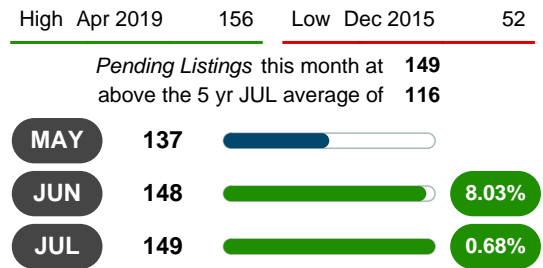 High Apr 2019 156 Low Dec 2015 52
Pending Listings this month at 149
above the 5 yr JUL average of 116
MAY 137
JUN 148 8.03%
JUL 149 0.68%